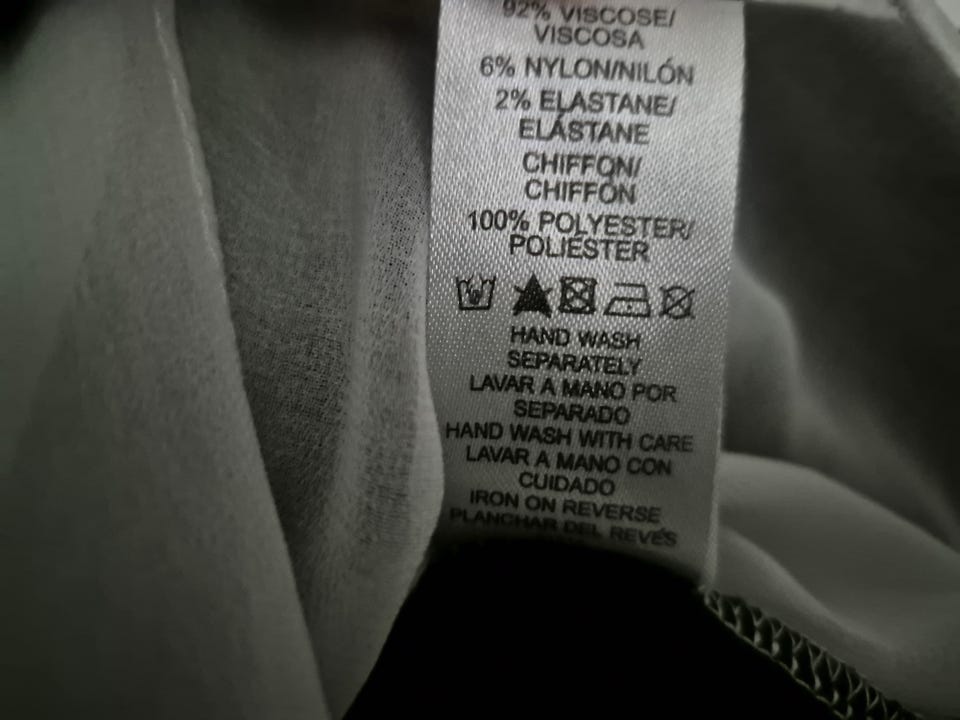 92% VISCOSE/
VISCOSA
6% NYLON/NILÓN
2% ELASTANE/
ELÁSTANE
CHIFFON/
CHIFFÓN
100% POLYESTER/
POLIÉSTER
HAND WASH
SEPARATELY
LAVAR A MANO POR
SEPARADO
HAND WASH WITH CARE
LAVAR A MANO CON
CUIDADO
IRON ON REVERSE
PLANCHAR DEL REVÉS